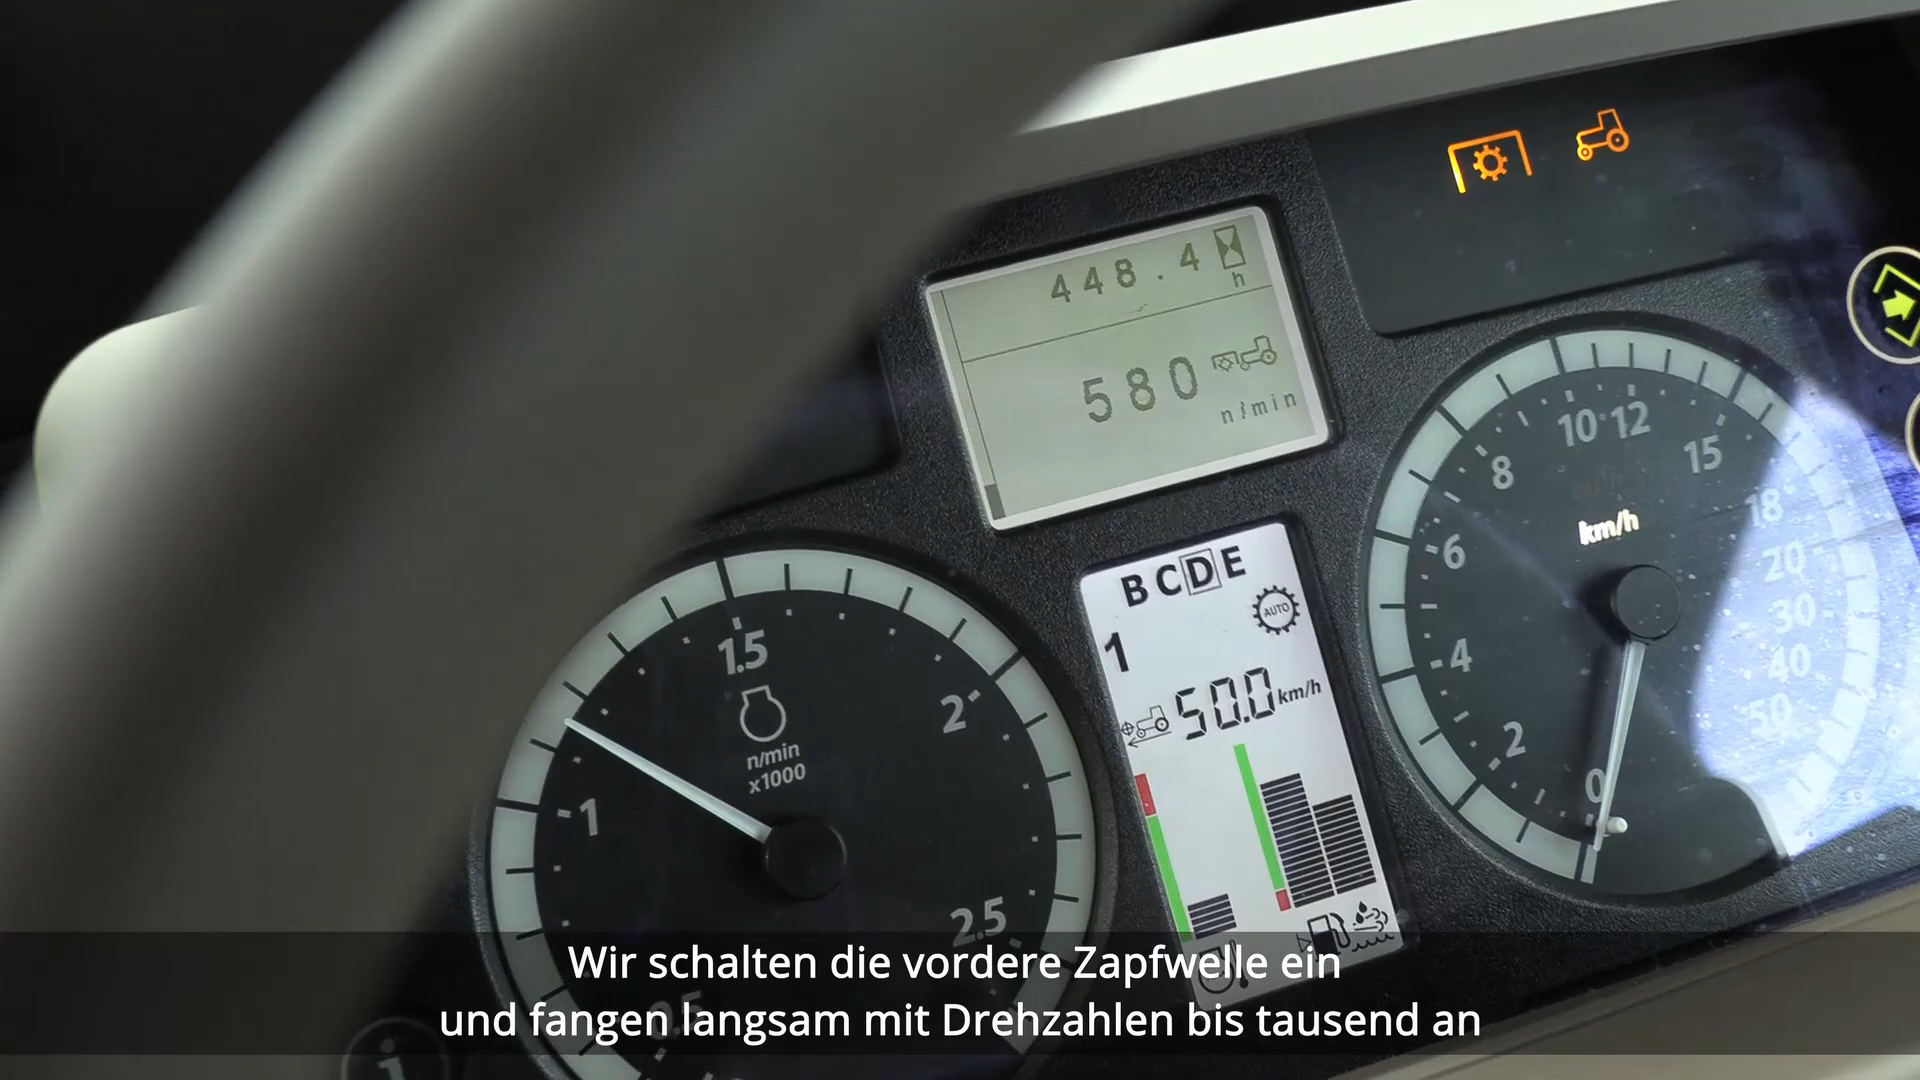 448.4
h
580
n/min
10 12
8
15
km/h
18
6
20
30
4
40
50
2
0
B C D E
AUTO
1
50.0 km/h
1.5
2
n/min
x1000
1
2.5
0.5
Wir schalten die vordere Zapfwelle ein
und fangen langsam mit Drehzahlen bis tausend an